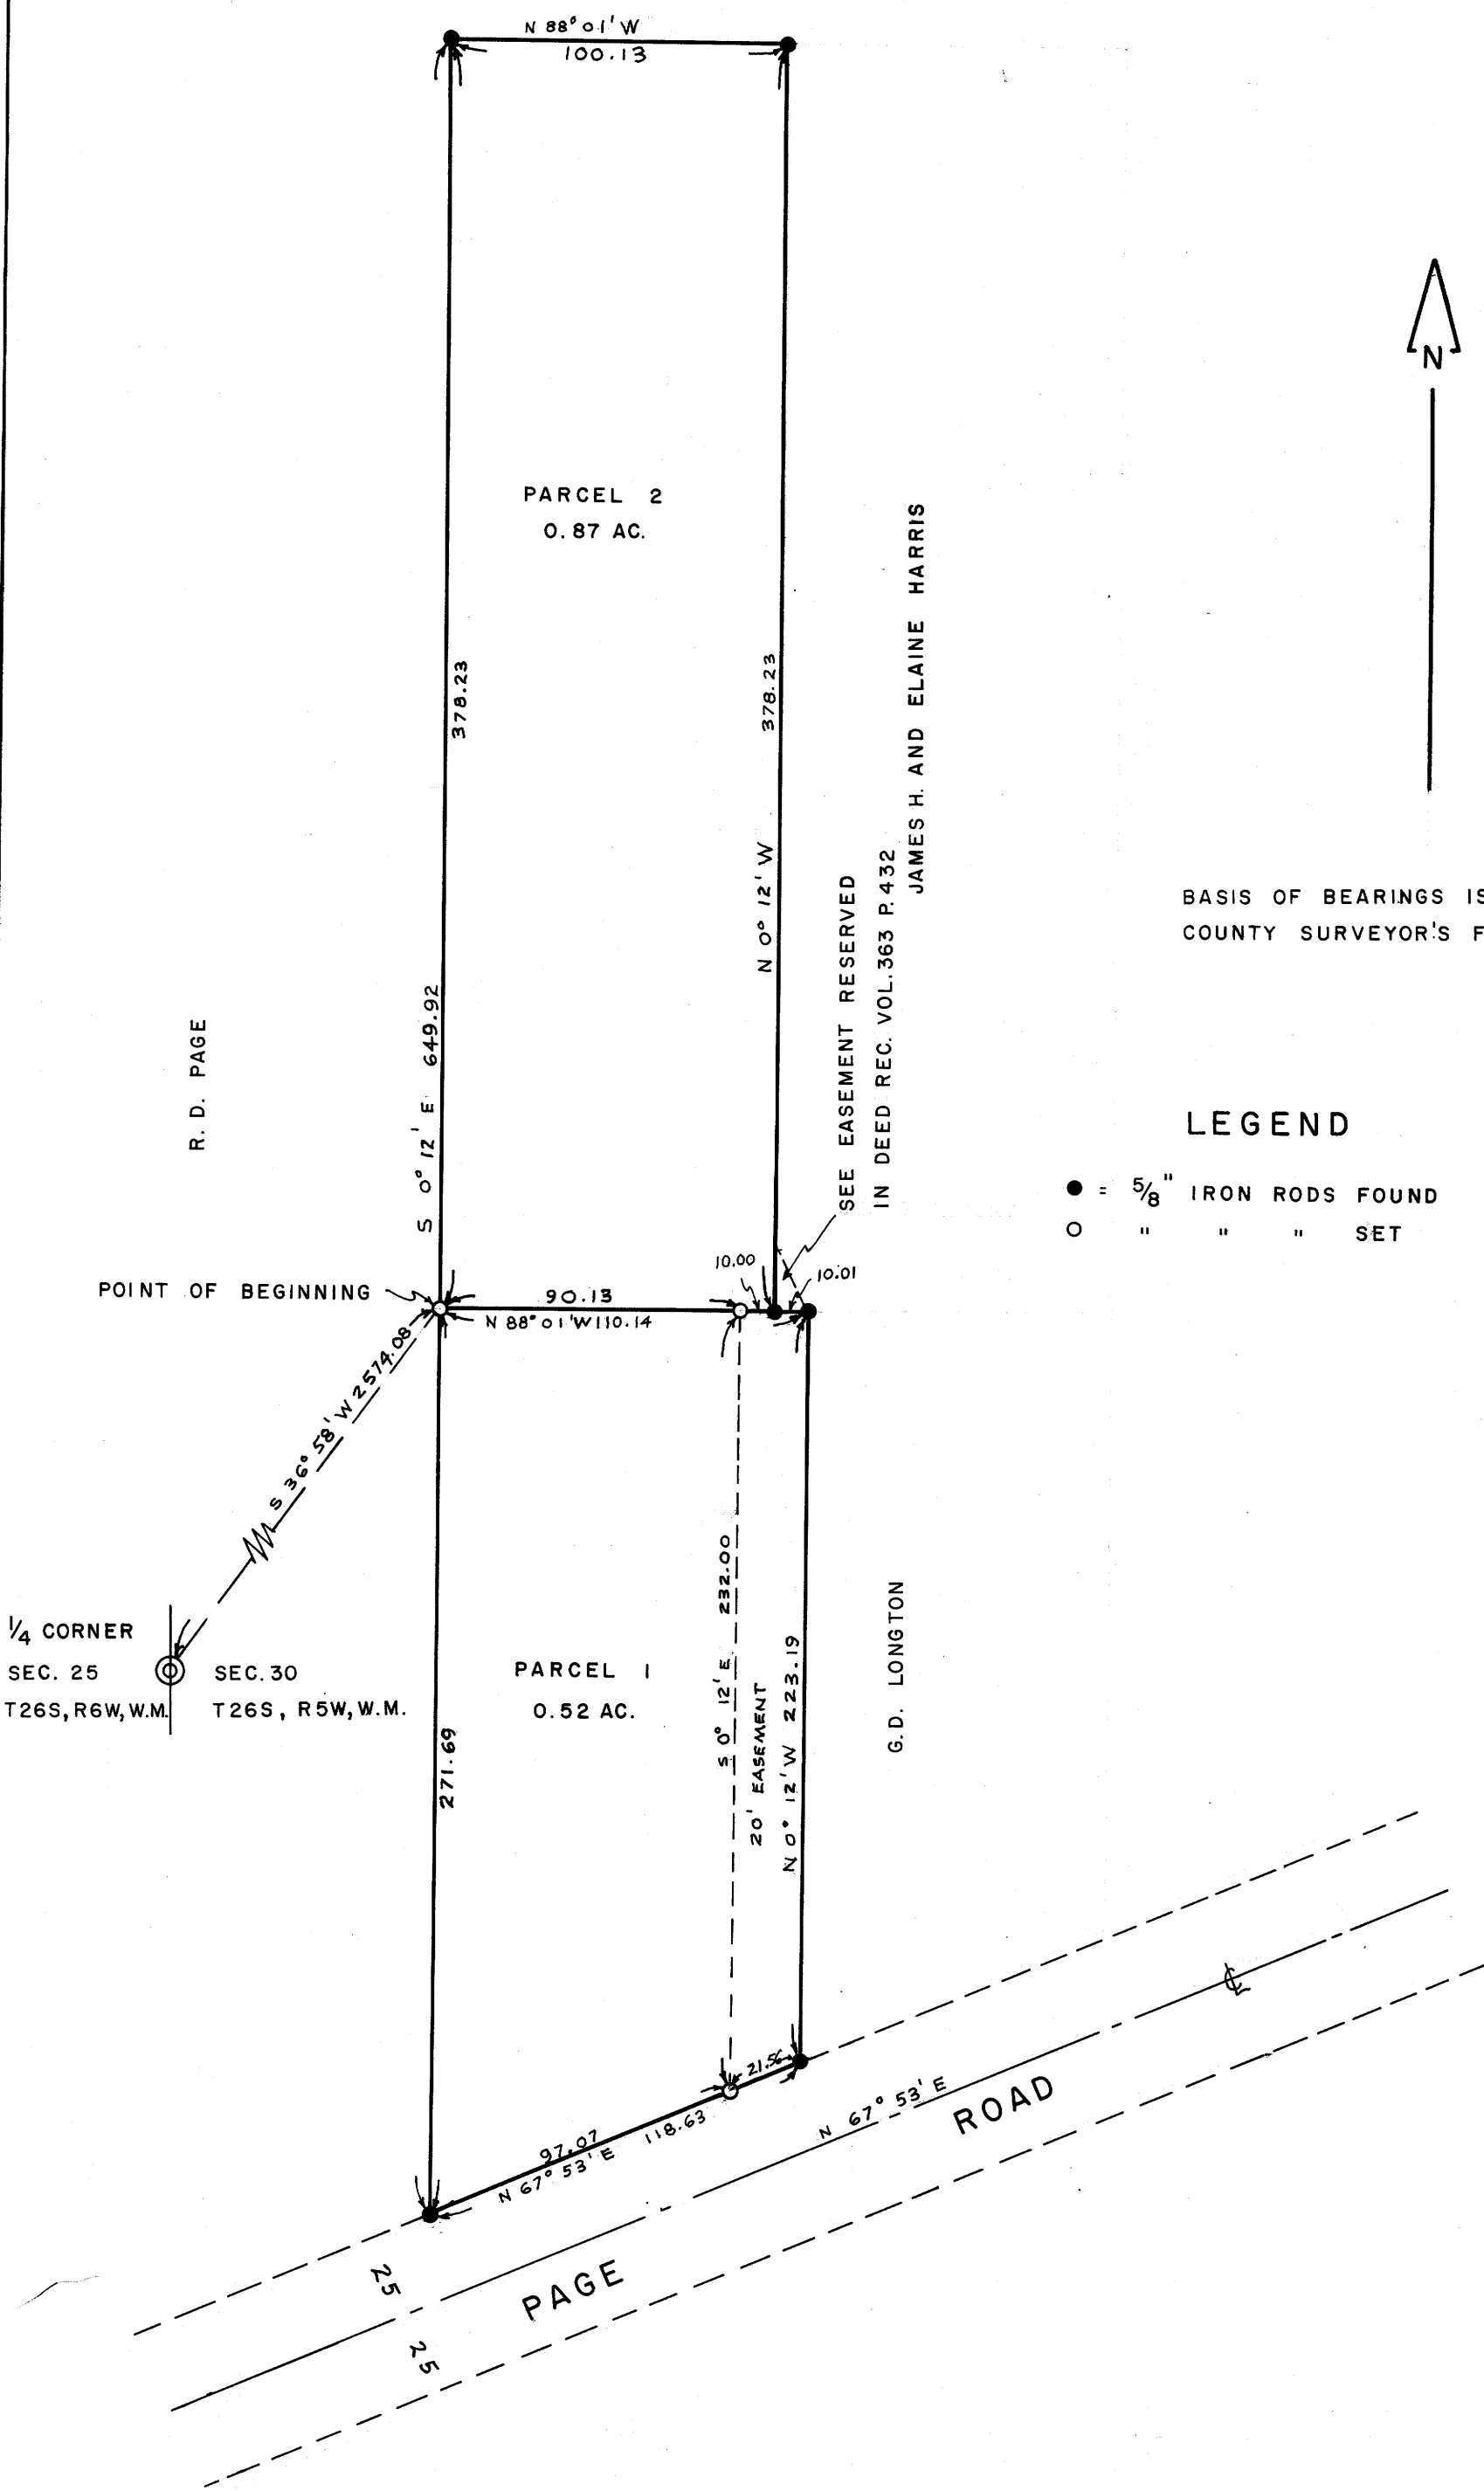 N 88° 01' W
100.13
PARCEL 2
0.87 AC.
378.23
378.23
N 0° 12' W
S 0° 12' E 649.92
R. D. PAGE
JAMES H. AND ELAINE HARRIS
SEE EASEMENT RESERVED
IN DEED REC. VOL. 363 P. 432
N
BASIS OF BEARINGS IS
COUNTY SURVEYOR'S F
LEGEND
● = 5/8" IRON RODS FOUND
○ " " " SET
POINT OF BEGINNING
90.13
10.00
10.01
N 88° 01' W 110.14
S 36° 58' W 2574.08
1/4 CORNER
SEC. 25
SEC. 30
T26S, R6W, W.M.
T26S, R5W, W.M.
PARCEL 1
0.52 AC.
271.69
S 0° 12' E 232.00
20' EASEMENT
N 0° 12' W 223.19
G.D. LONGTON
21.56
97.07
118.63
N 67° 53' E
N 67° 53' E
℄
PAGE ROAD
25
25